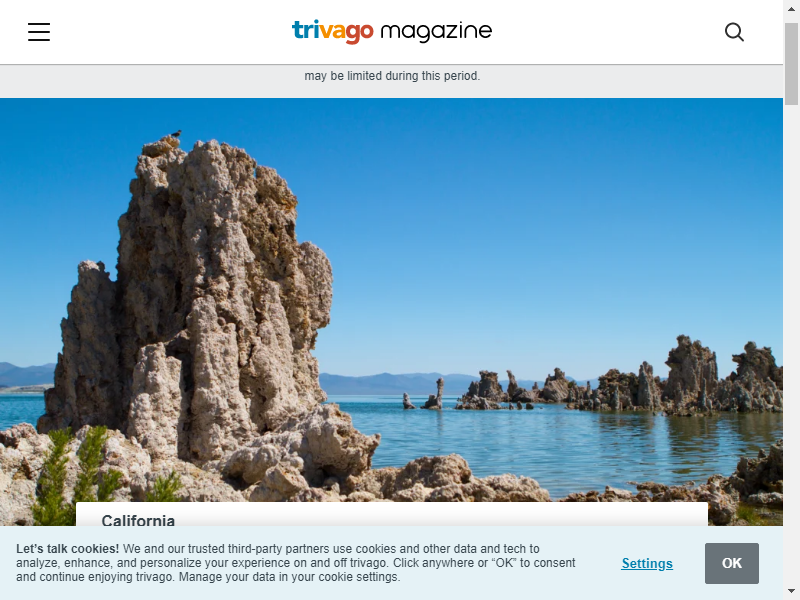 trivago magazine
may be limited during this period.
California
Let's talk cookies! We and our trusted third-party partners use cookies and other data and tech to
analyze, enhance, and personalize your experience on and off trivago. Click anywhere or “OK” to consent
and continue enjoying trivago. Manage your data in your cookie settings.
Settings
OK